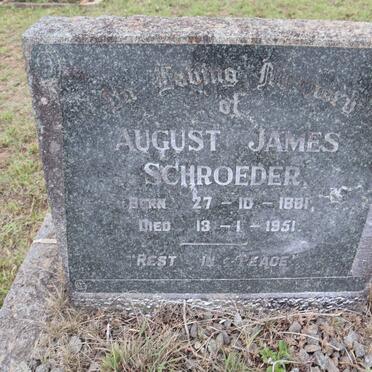 In Loving Memory
of
AUGUST JAMES
SCHROEDER
BORN 27-10-1881,
DIED 13-1-1951
"REST IN PEACE"